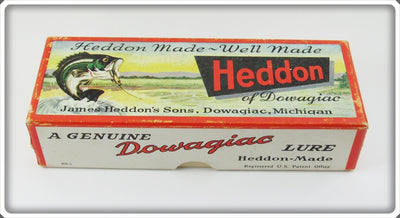 Heddon Made ~ Well Made
Heddon
of Dowagiac
James Heddon's Sons, Dowagiac, Michigan
A GENUINE Dowagiac LURE
Heddon-Made
Registered U.S. Patent Office